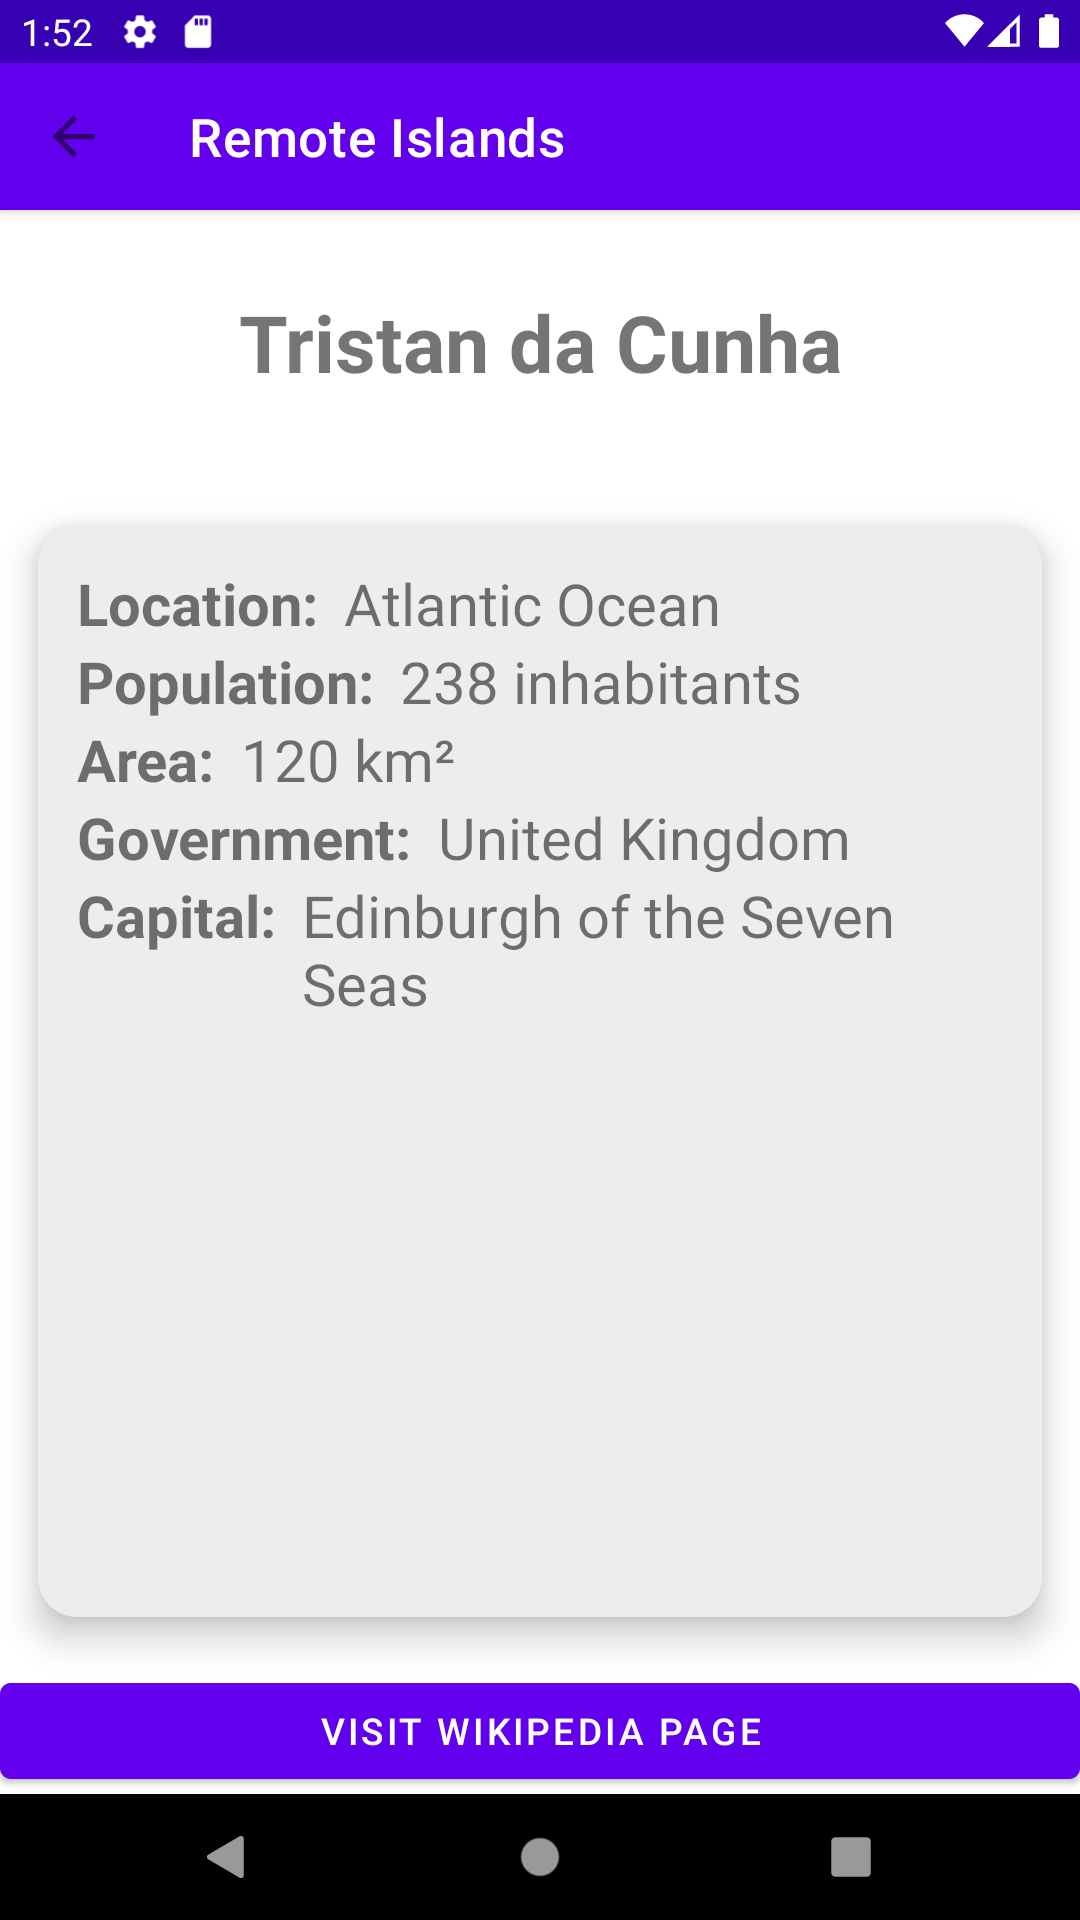 1:52
Remote Islands
Tristan da Cunha
Location: Atlantic Ocean
Population: 238 inhabitants
Area: 120 km²
Government: United Kingdom
Capital: Edinburgh of the Seven
Seas
VISIT WIKIPEDIA PAGE